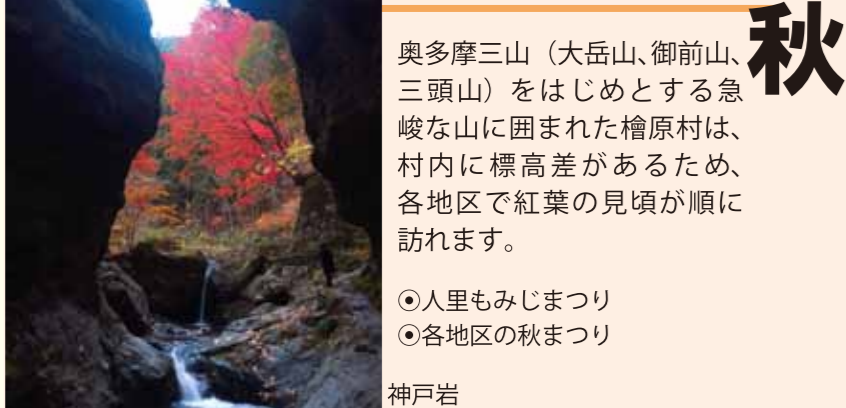 秋
奥多摩三山（大岳山、御前山、
三頭山）をはじめとする急
峻な山に囲まれた檜原村は、
村内に標高差があるため、
各地区で紅葉の見頃が順に
訪れます。
◉人里もみじまつり
◉各地区の秋まつり
神戸岩